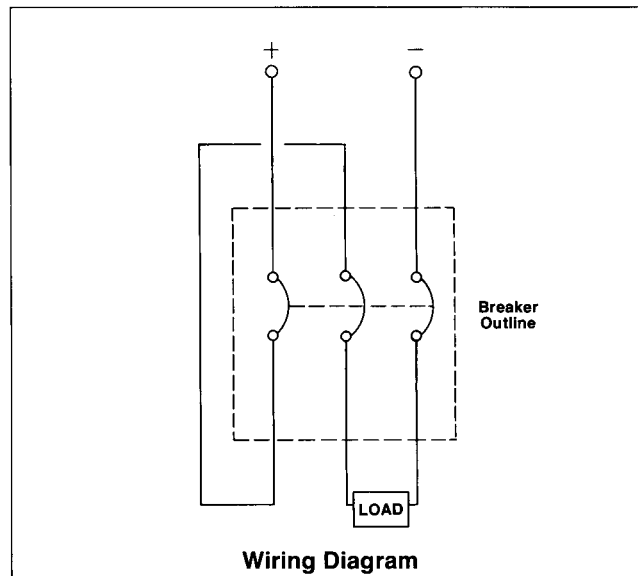 + −
Breaker
Outline
LOAD
Wiring Diagram